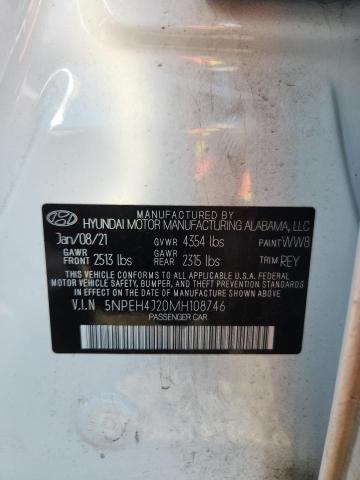 MANUFACTURED BY
HYUNDAI MOTOR MANUFACTURING ALABAMA, LLC
Jan/08/21 GVWR 4354 lbs PAINT WW8
GAWR FRONT 2513 lbs GAWR REAR 2315 lbs TRIM REY
THIS VEHICLE CONFORMS TO ALL APPLICABLE U.S. FEDERAL
MOTOR VEHICLE SAFETY, BUMPER, AND THEFT PREVENTION
STANDARDS IN EFFECT ON THE DATE OF MANUFACTURE SHOWN ABOVE.
V.I.N 5NPEH4J20MH108746
PASSENGER CAR